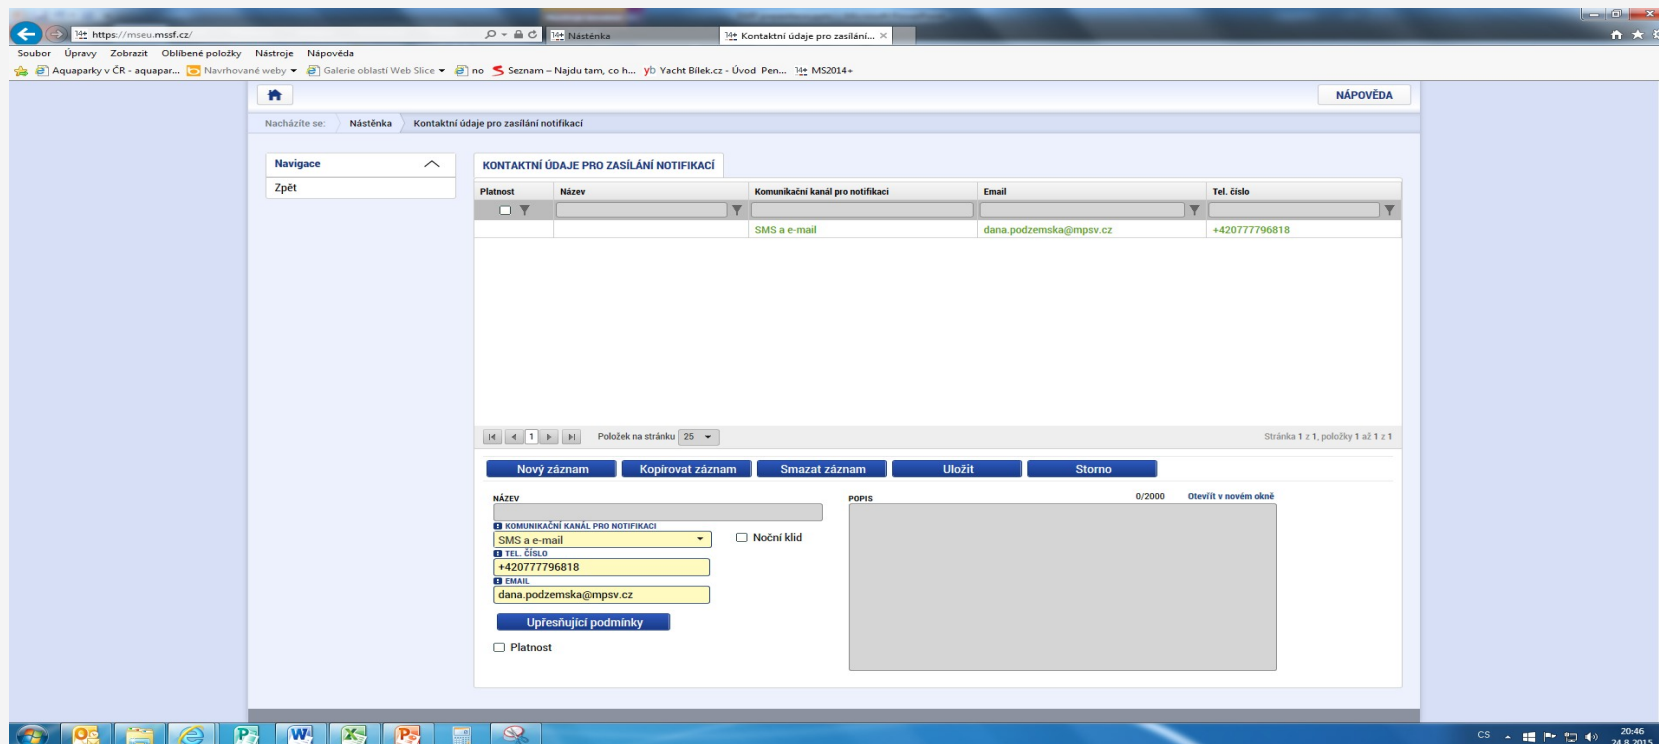 https://mseu.mssf.cz/
Nástěnka
Kontaktní údaje pro zasílání...
Soubor Úpravy Zobrazit Oblíbené položky Nástroje Nápověda
Aquaparky v ČR - aquapar... Navrhované weby Galerie oblastí Web Slice no Seznam – Najdu tam, co h... yb Yacht Bílek.cz - Úvod Pen... MS2014+
NÁPOVĚDA
Nacházíte se: Nástěnka Kontaktní údaje pro zasílání notifikací
Navigace
Zpět
KONTAKTNÍ ÚDAJE PRO ZASÍLÁNÍ NOTIFIKACÍ
Platnost Název Komunikační kanál pro notifikaci Email Tel. číslo
SMS a e-mail dana.podzemska@mpsv.cz +420777796818
1 Položek na stránku 25 Stránka 1 z 1, položky 1 až 1 z 1
Nový záznam Kopírovat záznam Smazat záznam Uložit Storno
NÁZEV
KOMUNIKAČNÍ KANÁL PRO NOTIFIKACI
SMS a e-mail
Noční klid
TEL. ČÍSLO
+420777796818
EMAIL
dana.podzemska@mpsv.cz
Upřesňující podmínky
Platnost
POPIS 0/2000 Otevřít v novém okně
CS 20:46
24.8.2015